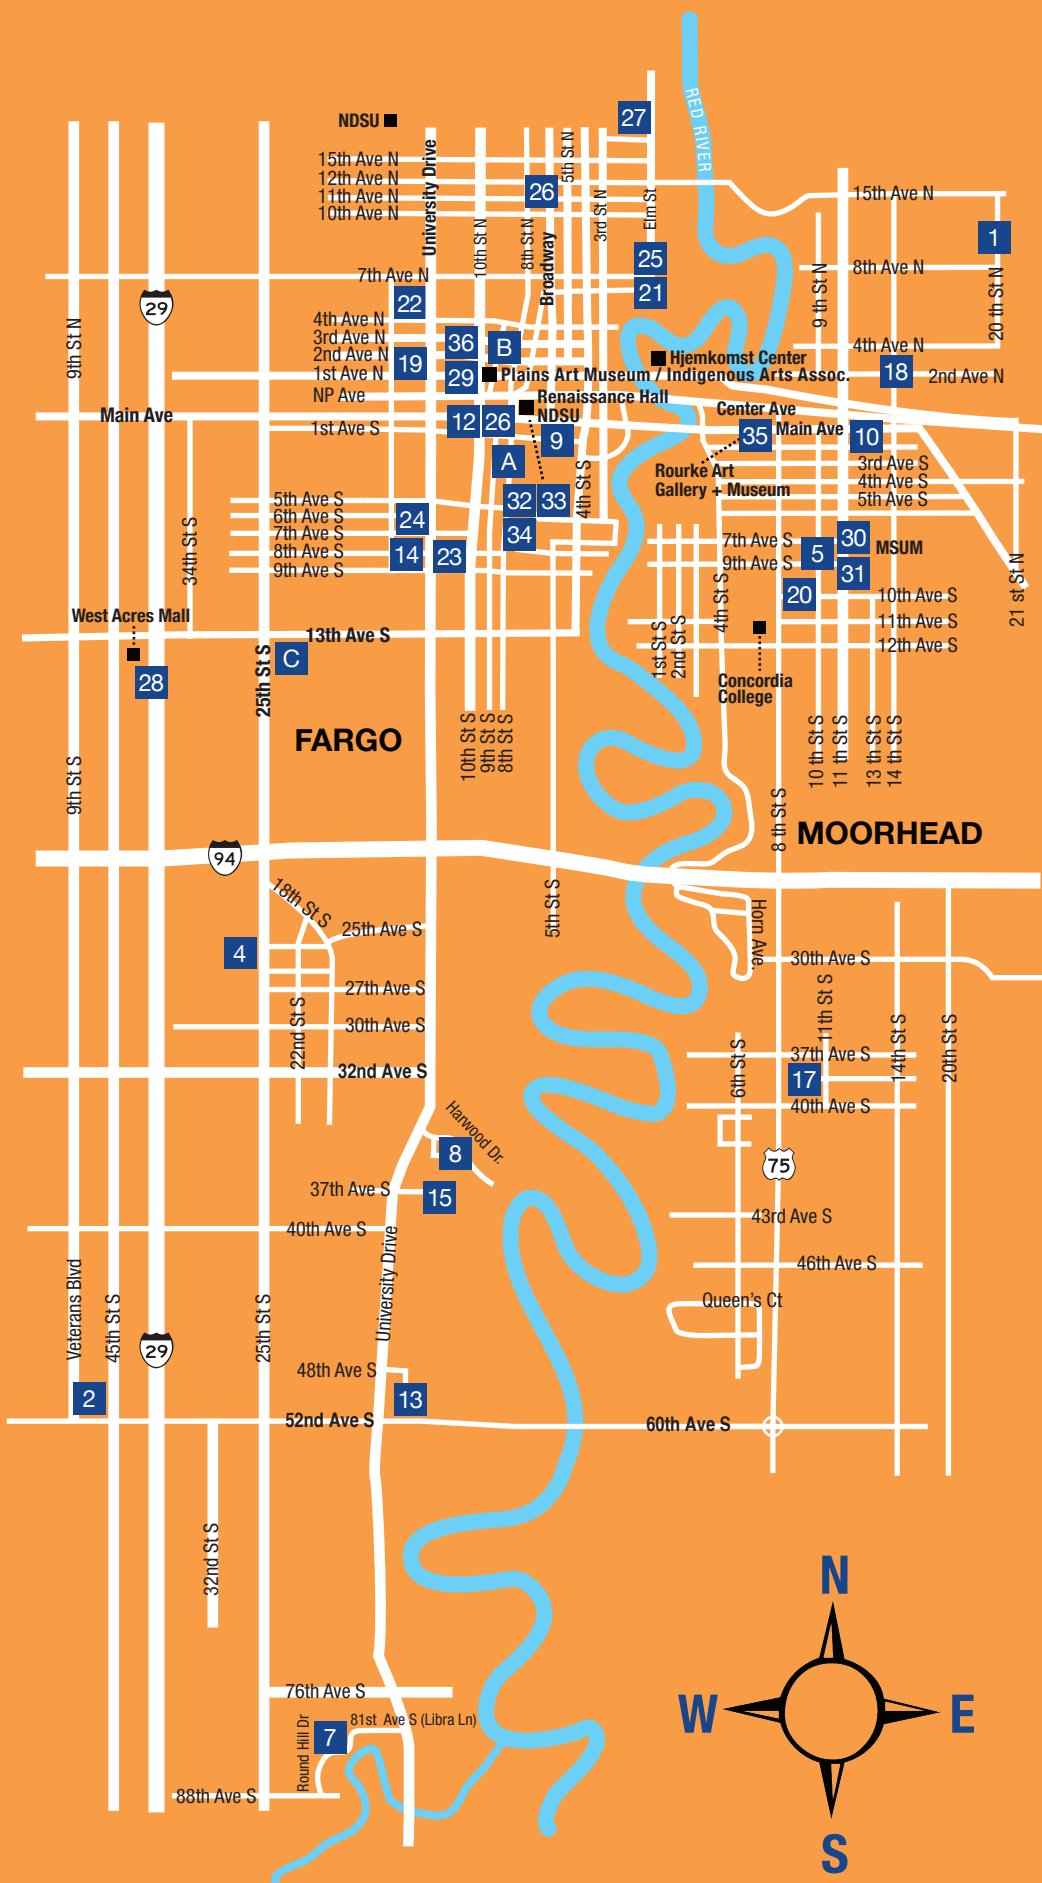 RED RIVER
27
NDSU
15th Ave N
12th Ave N
11th Ave N
10th Ave N
University Drive
10th St N
8th St N
Broadway
5th St N
3rd St N
Elm St
26
15th Ave N
1
25
8th Ave N
9 th St N
20 th St N
7th Ave N
29
22
21
4th Ave N
3rd Ave N
2nd Ave N
1st Ave N
NP Ave
9th St N
36
B
19
29
Hjemkomst Center
Plains Art Museum / Indigenous Arts Assoc.
4th Ave N
18
2nd Ave N
Renaissance Hall
NDSU
Main Ave
1st Ave S
12
26
9
Center Ave
35
Main Ave
10
A
Rourke Art
Gallery + Museum
3rd Ave S
4th Ave S
5th Ave S
4th St S
32
33
34
5th Ave S
6th Ave S
7th Ave S
8th Ave S
9th Ave S
24
14
23
34th St S
7th Ave S
9th Ave S
5
30
MSUM
31
20
10th Ave S
11th Ave S
12th Ave S
21 st St N
4th St S
1st St S
2nd St S
West Acres Mall
28
13th Ave S
C
25th St S
Concordia
College
FARGO
10th St S
9th St S
8th St S
10 th St S
11 th St S
13 th St S
14 th St S
9th St S
8 th St S
MOORHEAD
94
18th St S
25th Ave S
4
27th Ave S
30th Ave S
22nd St S
32nd Ave S
5th St S
Horn Ave.
30th Ave S
11th St S
6th St S
37th Ave S
17
40th Ave S
14th St S
20th St S
Harwood Dr.
8
75
37th Ave S
15
40th Ave S
43rd Ave S
46th Ave S
Queen's Ct
University Drive
Veterans Blvd
45th St S
29
25th St S
48th Ave S
2
13
52nd Ave S
60th Ave S
32nd St S
76th Ave S
81st Ave S (Libra Ln)
Round Hill Dr
7
88th Ave S
N
W
E
S